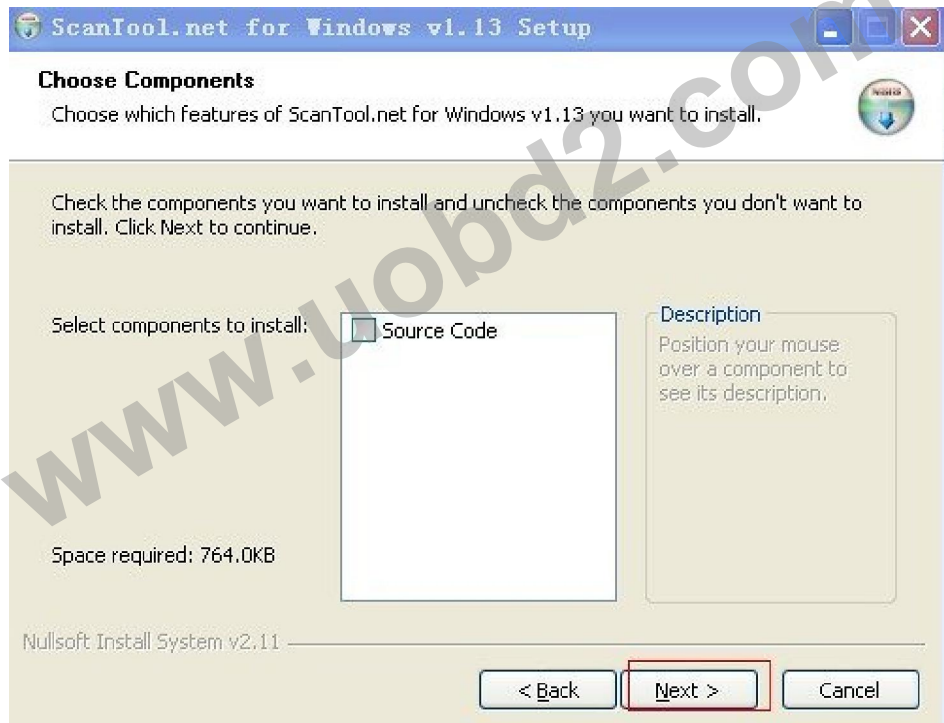 ScanTool.net for Windows v1.13 Setup
Choose Components
Choose which features of ScanTool.net for Windows v1.13 you want to install.
NSIS
Check the components you want to install and uncheck the components you don't want to
install. Click Next to continue.
Select components to install:
Source Code
Description
Position your mouse
over a component to
see its description.
Space required: 764.0KB
Nullsoft Install System v2.11
< Back
Next >
Cancel
www.uobd2.com